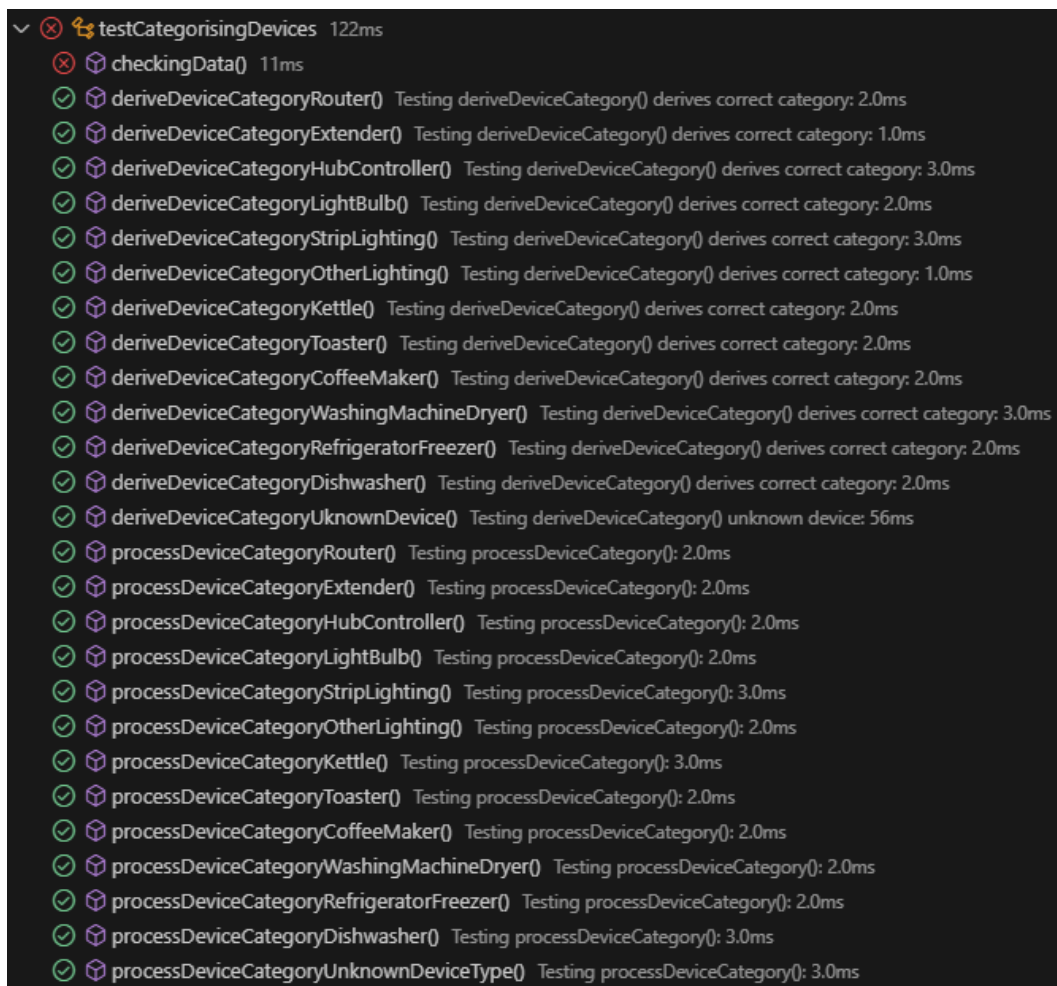 testCategorisingDevices 122ms
checkingData() 11ms
deriveDeviceCategoryRouter() Testing deriveDeviceCategory() derives correct category: 2.0ms
deriveDeviceCategoryExtender() Testing deriveDeviceCategory() derives correct category: 1.0ms
deriveDeviceCategoryHubController() Testing deriveDeviceCategory() derives correct category: 3.0ms
deriveDeviceCategoryLightBulb() Testing deriveDeviceCategory() derives correct category: 2.0ms
deriveDeviceCategoryStripLighting() Testing deriveDeviceCategory() derives correct category: 3.0ms
deriveDeviceCategoryOtherLighting() Testing deriveDeviceCategory() derives correct category: 1.0ms
deriveDeviceCategoryKettle() Testing deriveDeviceCategory() derives correct category: 2.0ms
deriveDeviceCategoryToaster() Testing deriveDeviceCategory() derives correct category: 2.0ms
deriveDeviceCategoryCoffeeMaker() Testing deriveDeviceCategory() derives correct category: 2.0ms
deriveDeviceCategoryWashingMachineDryer() Testing deriveDeviceCategory() derives correct category: 3.0ms
deriveDeviceCategoryRefrigeratorFreezer() Testing deriveDeviceCategory() derives correct category: 2.0ms
deriveDeviceCategoryDishwasher() Testing deriveDeviceCategory() derives correct category: 2.0ms
deriveDeviceCategoryUknownDevice() Testing deriveDeviceCategory() unknown device: 56ms
processDeviceCategoryRouter() Testing processDeviceCategory(): 2.0ms
processDeviceCategoryExtender() Testing processDeviceCategory(): 2.0ms
processDeviceCategoryHubController() Testing processDeviceCategory(): 2.0ms
processDeviceCategoryLightBulb() Testing processDeviceCategory(): 2.0ms
processDeviceCategoryStripLighting() Testing processDeviceCategory(): 3.0ms
processDeviceCategoryOtherLighting() Testing processDeviceCategory(): 2.0ms
processDeviceCategoryKettle() Testing processDeviceCategory(): 3.0ms
processDeviceCategoryToaster() Testing processDeviceCategory(): 2.0ms
processDeviceCategoryCoffeeMaker() Testing processDeviceCategory(): 2.0ms
processDeviceCategoryWashingMachineDryer() Testing processDeviceCategory(): 2.0ms
processDeviceCategoryRefrigeratorFreezer() Testing processDeviceCategory(): 2.0ms
processDeviceCategoryDishwasher() Testing processDeviceCategory(): 3.0ms
processDeviceCategoryUnknownDeviceType() Testing processDeviceCategory(): 3.0ms